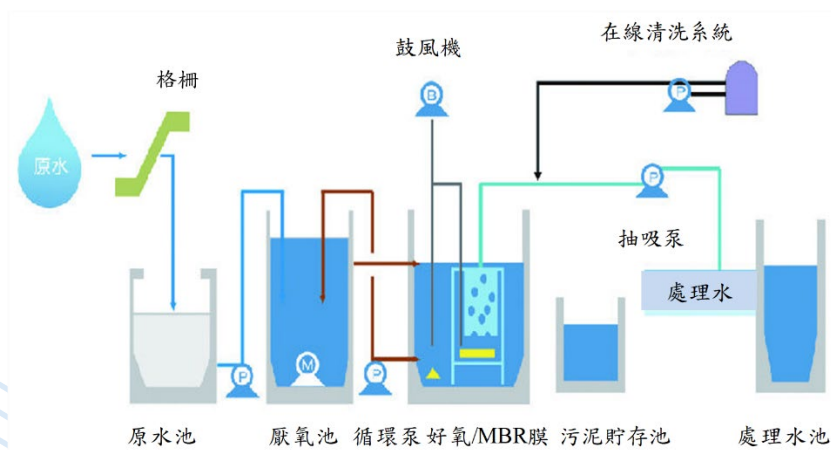 在線清洗系統
鼓風機
格柵
原水
B
P
P
抽吸泵
處理水
P
M
P
原水池
厭氧池
循環泵
好氧/MBR膜
污泥貯存池
處理水池